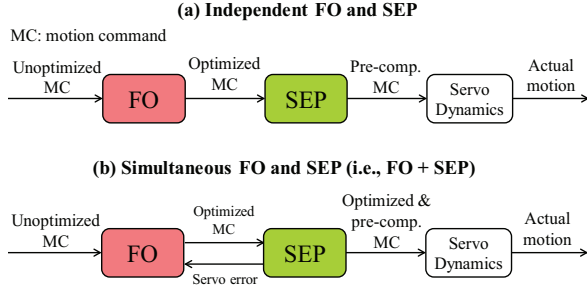 (a) Independent FO and SEP
MC: motion command
Unoptimized
MC
FO
Optimized
MC
SEP
Pre-comp.
MC
Servo
Dynamics
Actual
motion
(b) Simultaneous FO and SEP (i.e., FO + SEP)
Unoptimized
MC
FO
Optimized
MC
Servo error
SEP
Optimized &
pre-comp.
MC
Servo
Dynamics
Actual
motion